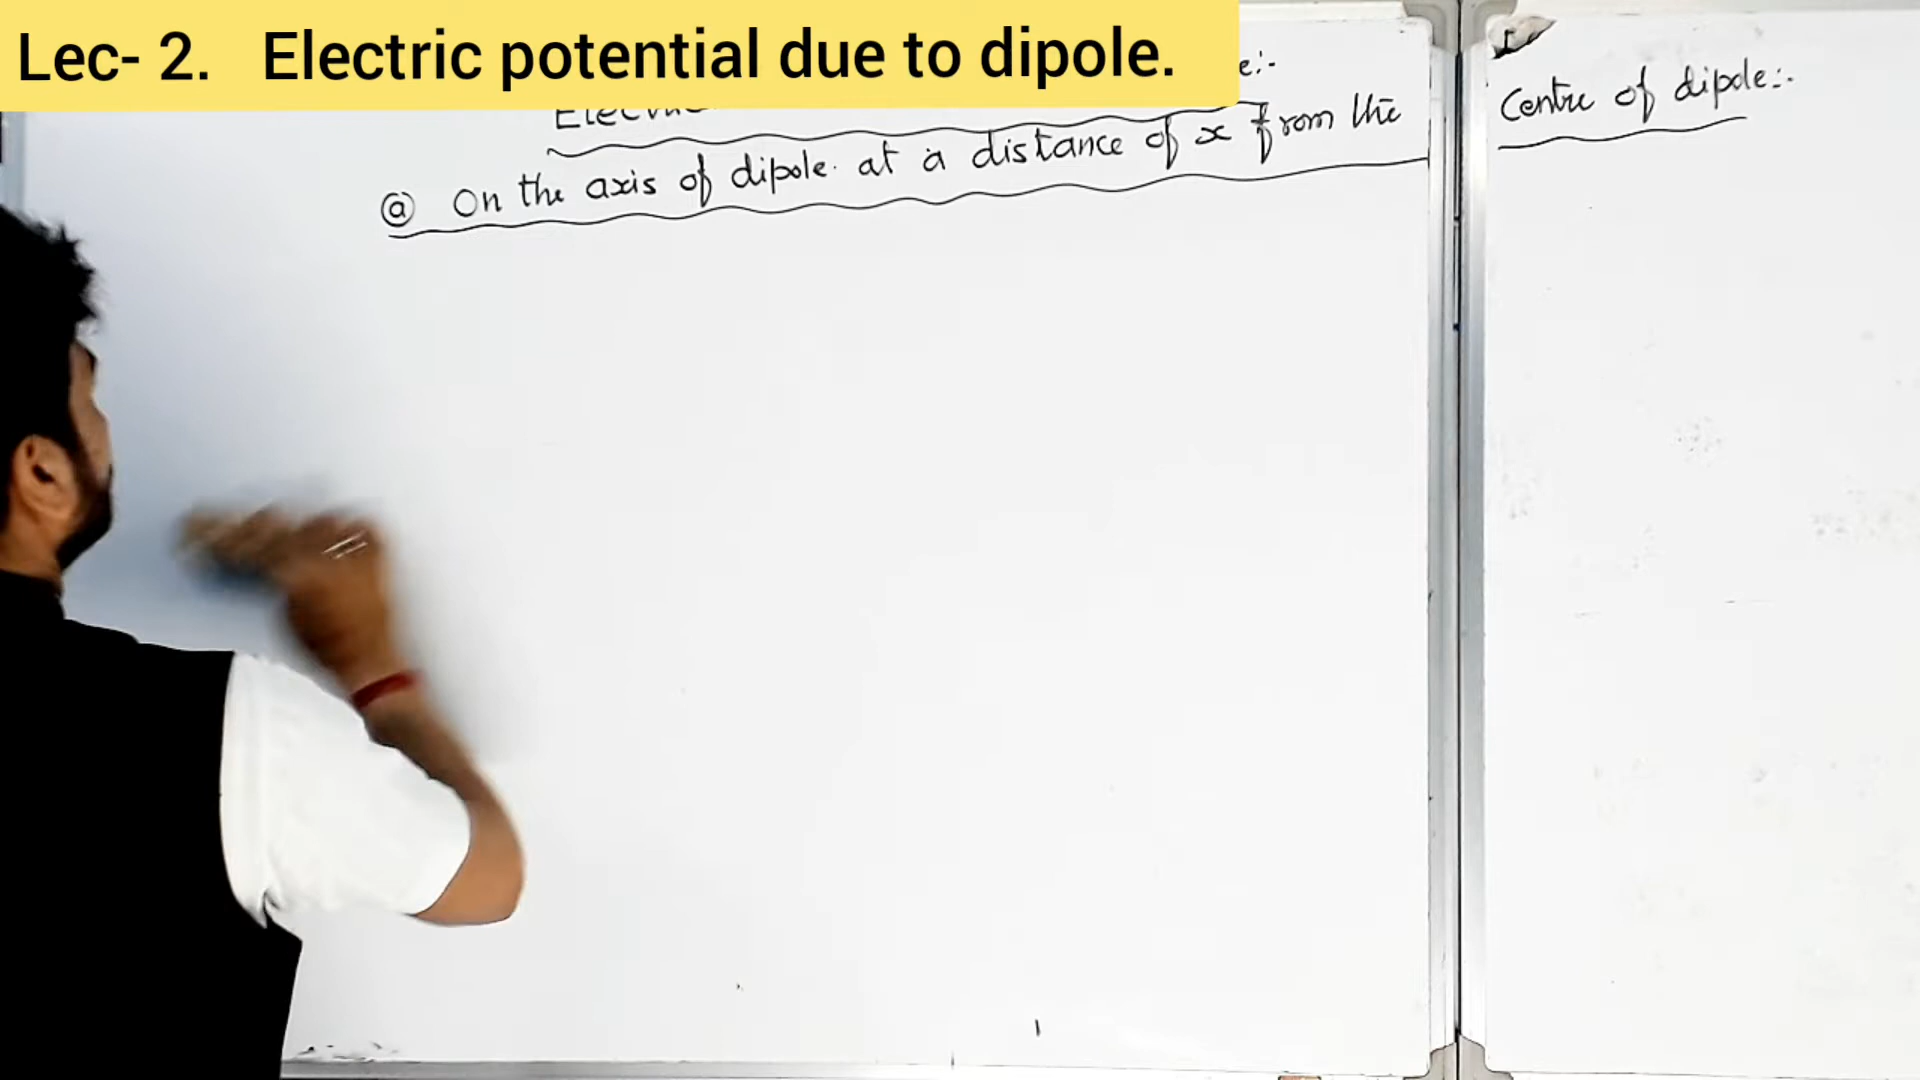 Lec- 2. Electric potential due to dipole.
ⓐ On the axis of dipole. at a distance of x from the
Centre of dipole:-